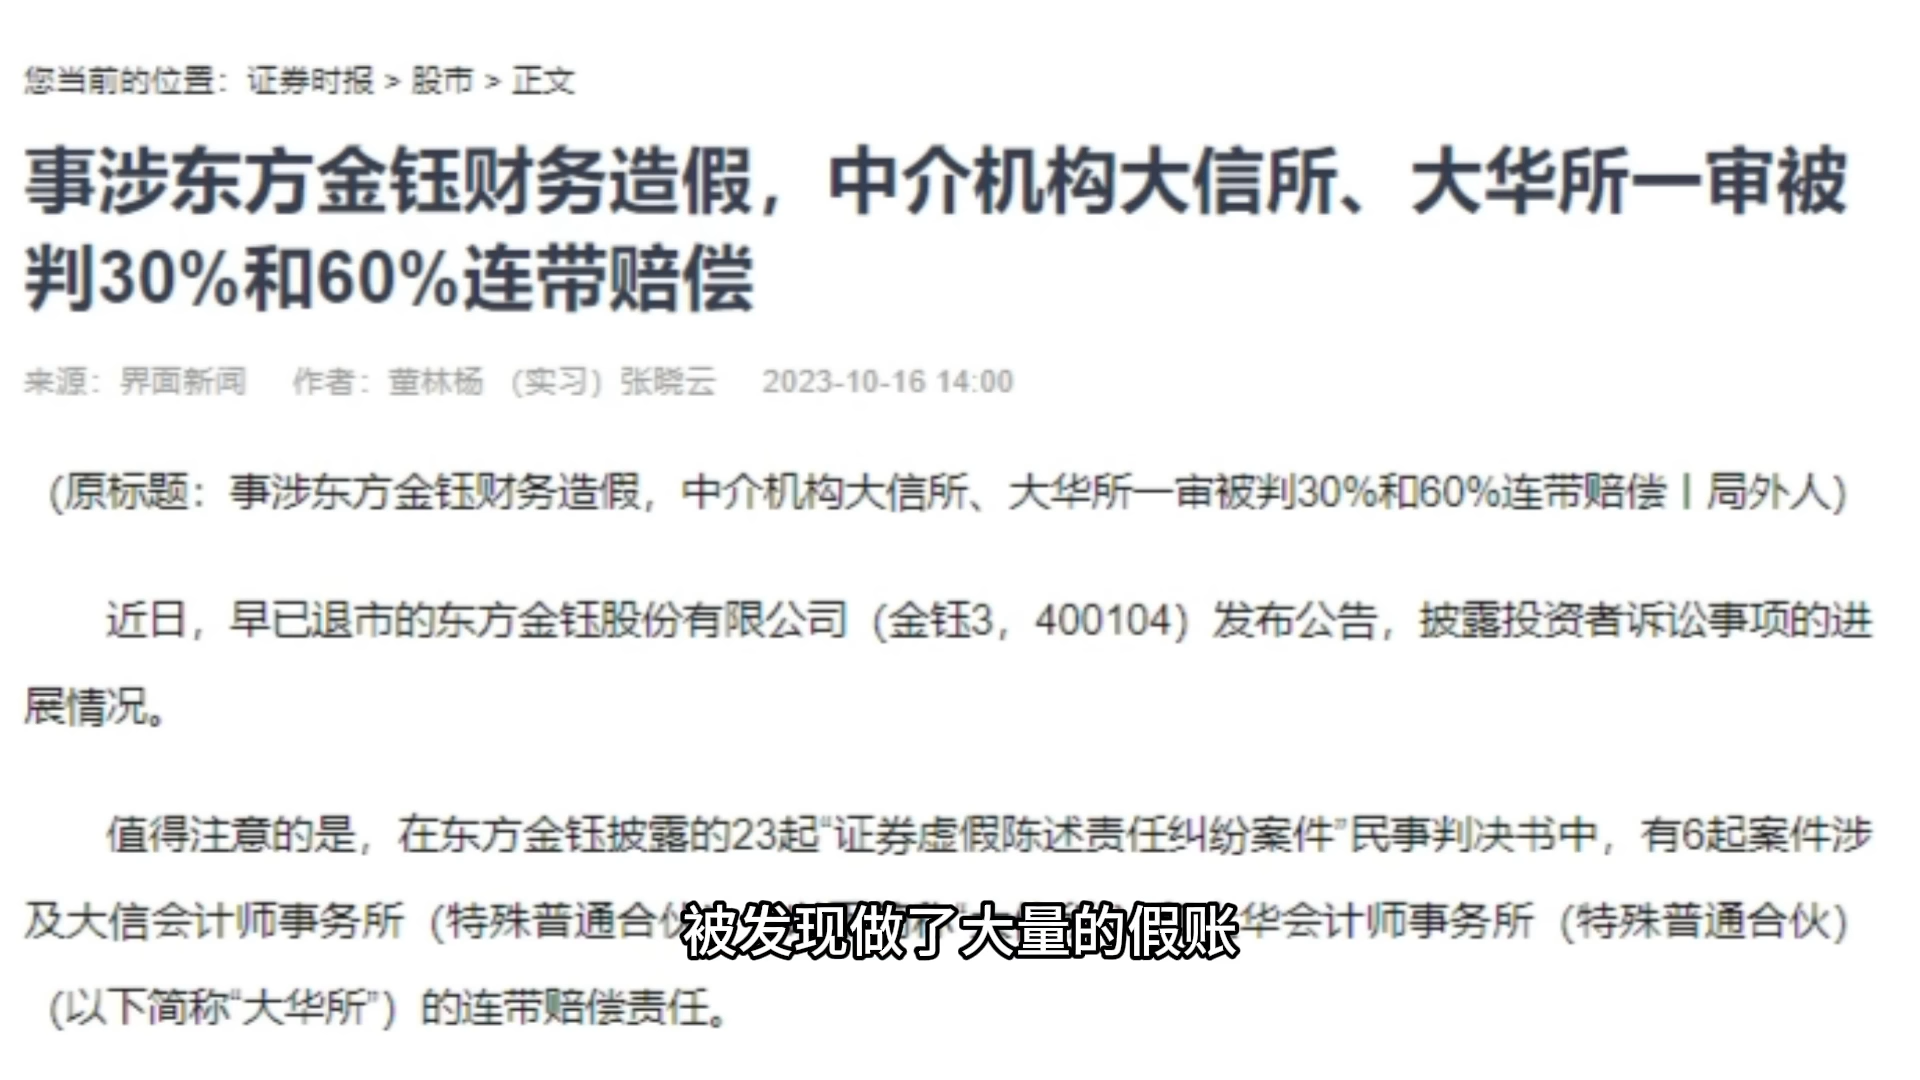 您当前的位置：证券时报 > 股市 > 正文
事涉东方金钰财务造假，中介机构大信所、大华所一审被
判30%和60%连带赔偿
来源：界面新闻 作者：董林杨 （实习）张晓云 2023-10-16 14:00
（原标题：事涉东方金钰财务造假，中介机构大信所、大华所一审被判30%和60%连带赔偿丨局外人）
近日，早已退市的东方金钰股份有限公司（金钰3，400104）发布公告，披露投资者诉讼事项的进
展情况。
值得注意的是，在东方金钰披露的23起“证券虚假陈述责任纠纷案件”民事判决书中，有6起案件涉
及大信会计师事务所（特殊普通合伙 华会计师事务所（特殊普通合伙）
被发现做了大量的假账
（以下简称“大华所”）的连带赔偿责任。